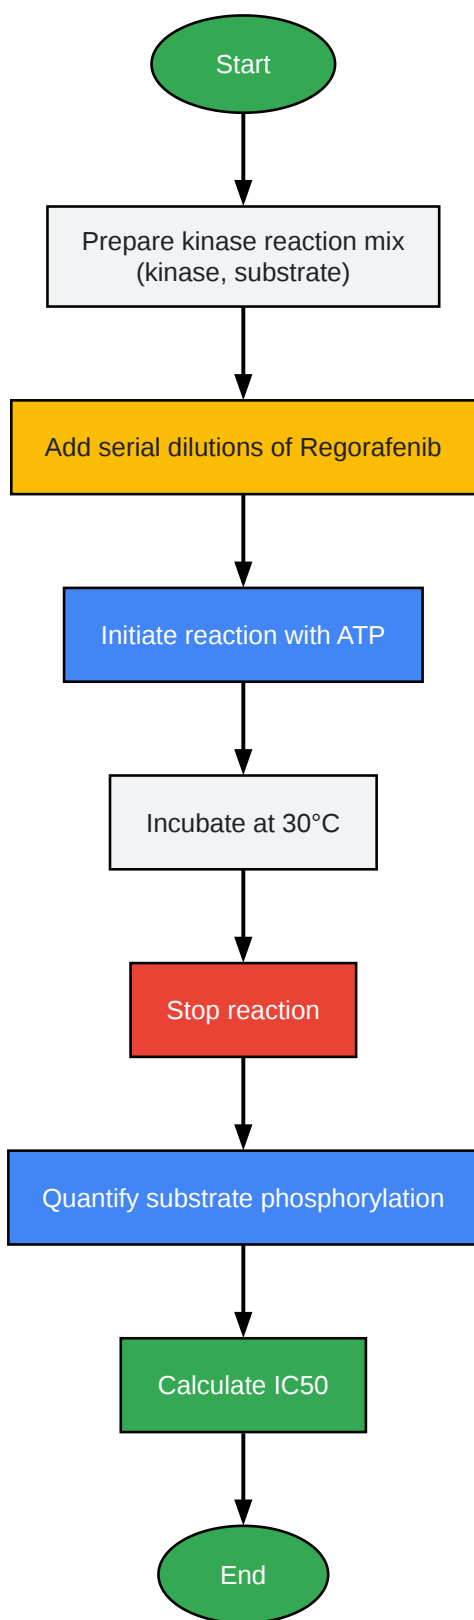 Start
Prepare kinase reaction mix
(kinase, substrate)
Add serial dilutions of Regorafenib
Initiate reaction with ATP
Incubate at 30°C
Stop reaction
Quantify substrate phosphorylation
Calculate IC50
End